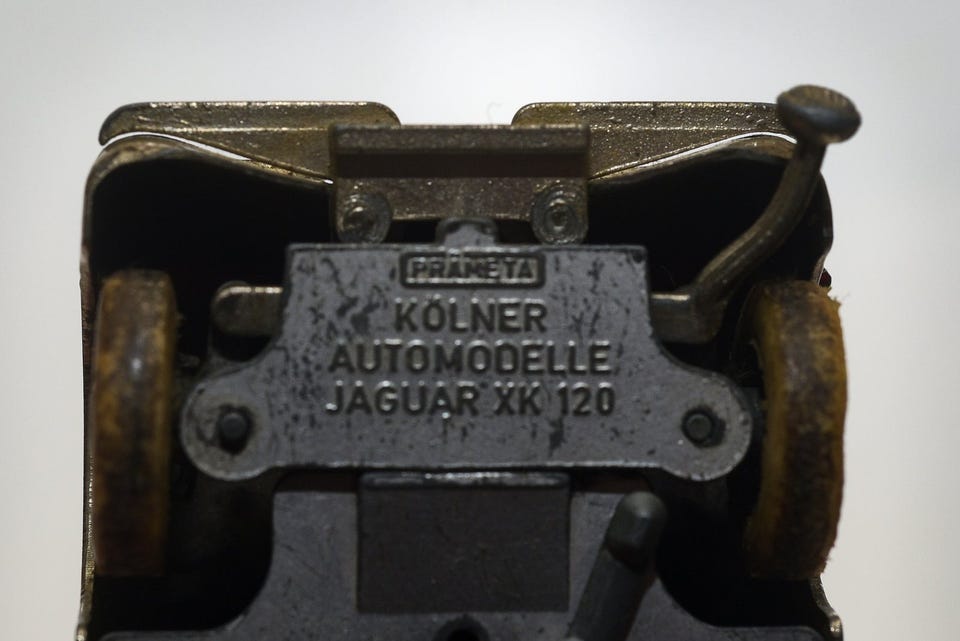 PRÄMETA
KÖLNER
AUTOMODELLE
JAGUAR XK 120